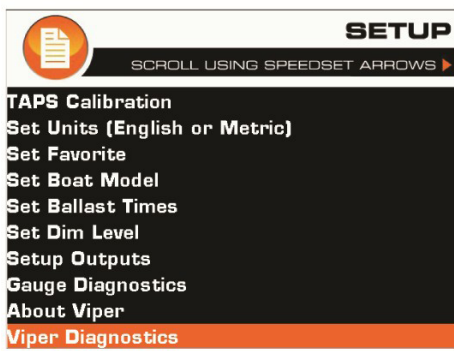 SETUP
SCROLL USING SPEEDSET ARROWS
TAPS Calibration
Set Units (English or Metric)
Set Favorite
Set Boat Model
Set Ballast Times
Set Dim Level
Setup Outputs
Gauge Diagnostics
About Viper
Viper Diagnostics